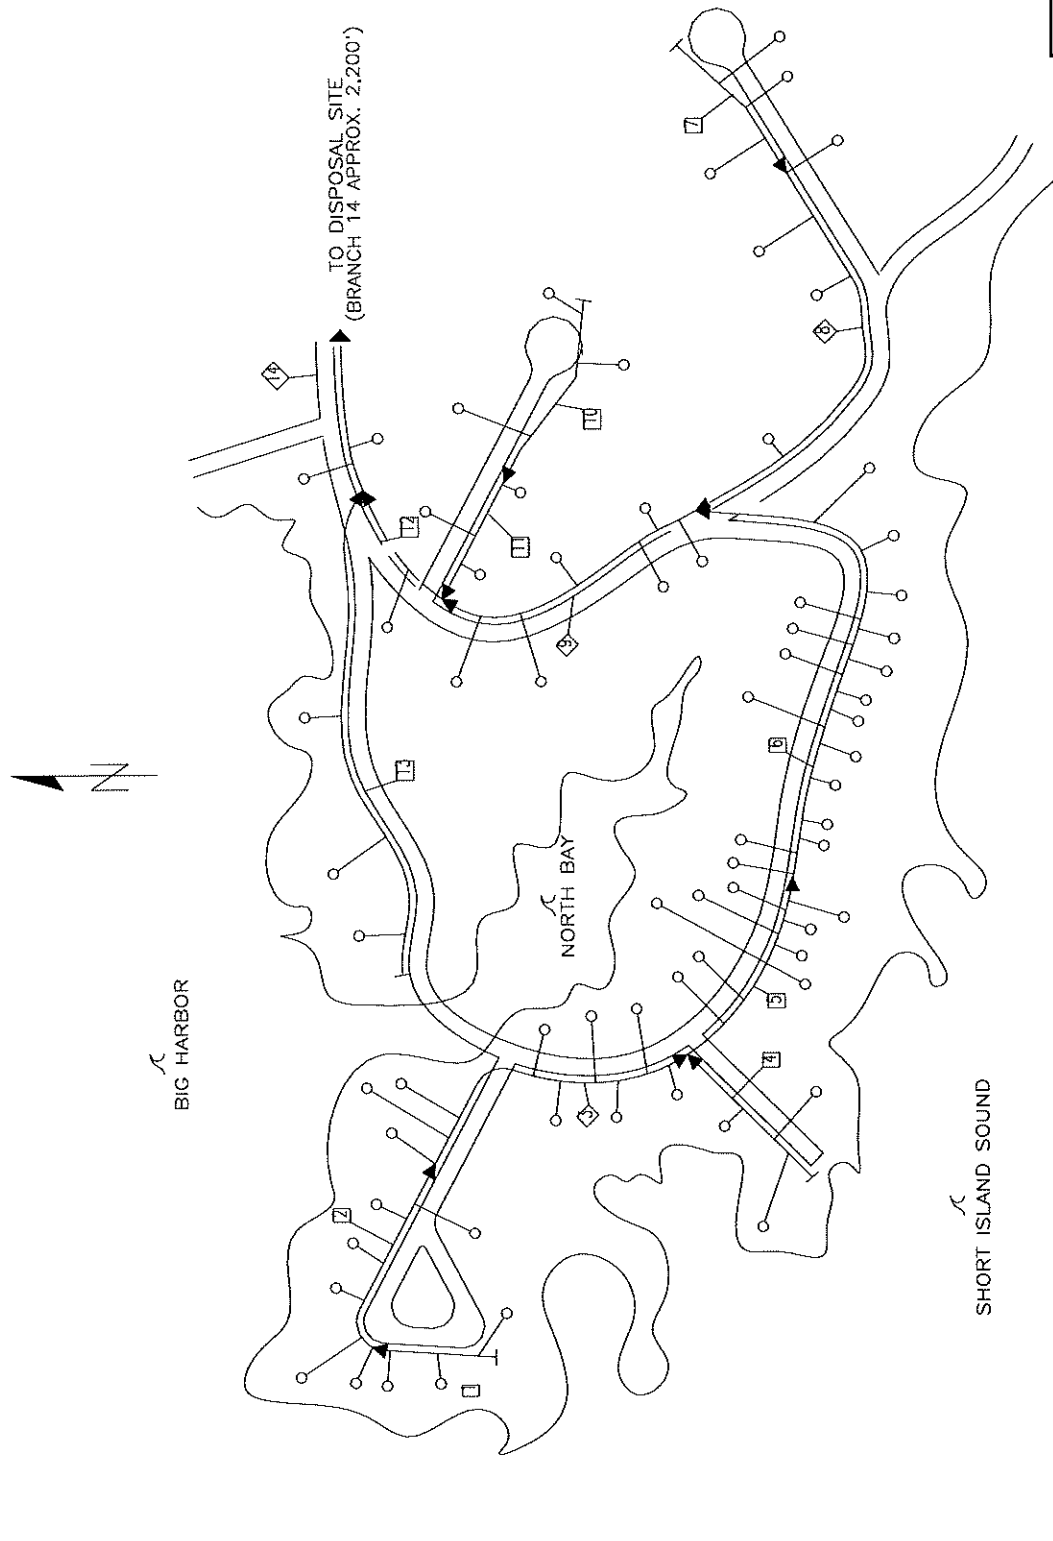 TO DISPOSAL SITE
(BRANCH 14 APPROX. 2,200')
7
14
8
10
12
11
9
13
6
NORTH BAY
BIG HARBOR
5
4
3
2
1
SHORT ISLAND SOUND
N